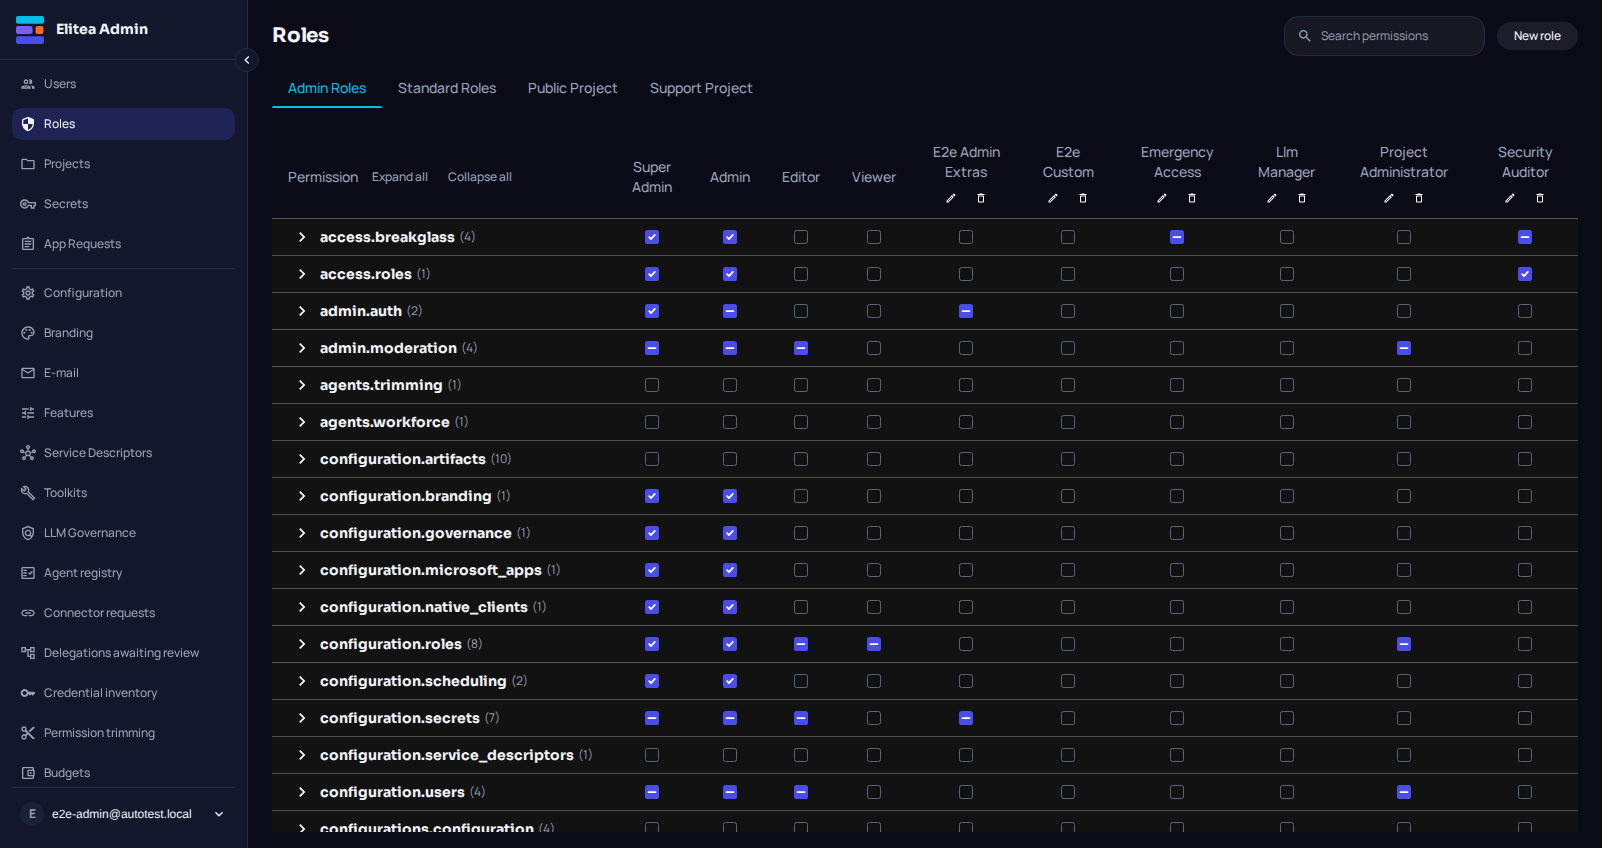 Elitea Admin
Users
Roles
Projects
Secrets
App Requests
Configuration
Branding
E-mail
Features
Service Descriptors
Toolkits
LLM Governance
Agent registry
Connector requests
Delegations awaiting review
Credential inventory
Permission trimming
Budgets
E e2e-admin@autotest.local
Roles
Search permissions
New role
Admin Roles Standard Roles Public Project Support Project
Permission Expand all Collapse all
Super Admin
Admin
Editor
Viewer
E2e Admin Extras
E2e Custom
Emergency Access
Llm Manager
Project Administrator
Security Auditor
access.breakglass (4)
access.roles (1)
admin.auth (2)
admin.moderation (4)
agents.trimming (1)
agents.workforce (1)
configuration.artifacts (10)
configuration.branding (1)
configuration.governance (1)
configuration.microsoft_apps (1)
configuration.native_clients (1)
configuration.roles (8)
configuration.scheduling (2)
configuration.secrets (7)
configuration.service_descriptors (1)
configuration.users (4)
configurations.configuration (4)